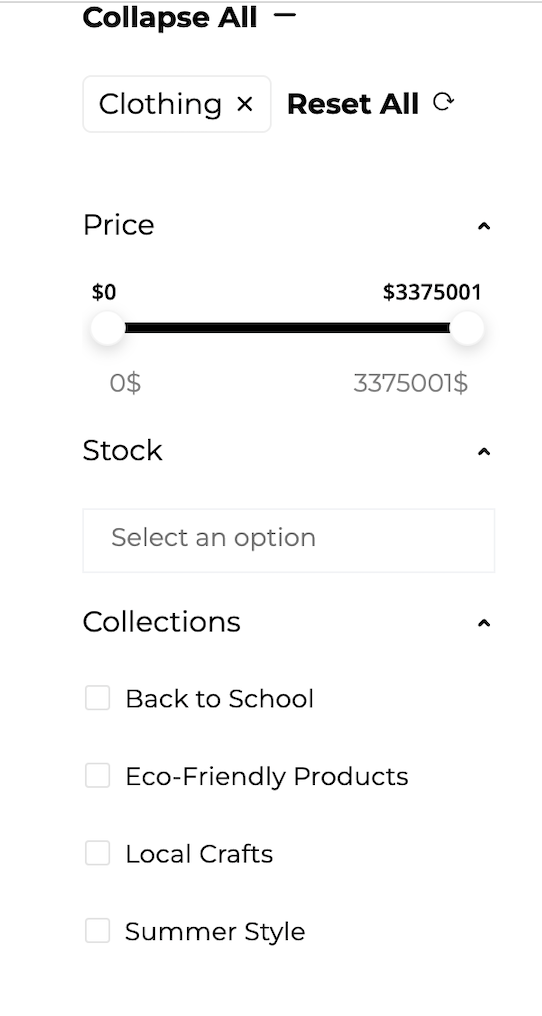 Collapse All —
Clothing × Reset All ⟳
Price
$0 $3375001
0$ 3375001$
Stock
Select an option
Collections
Back to School
Eco-Friendly Products
Local Crafts
Summer Style